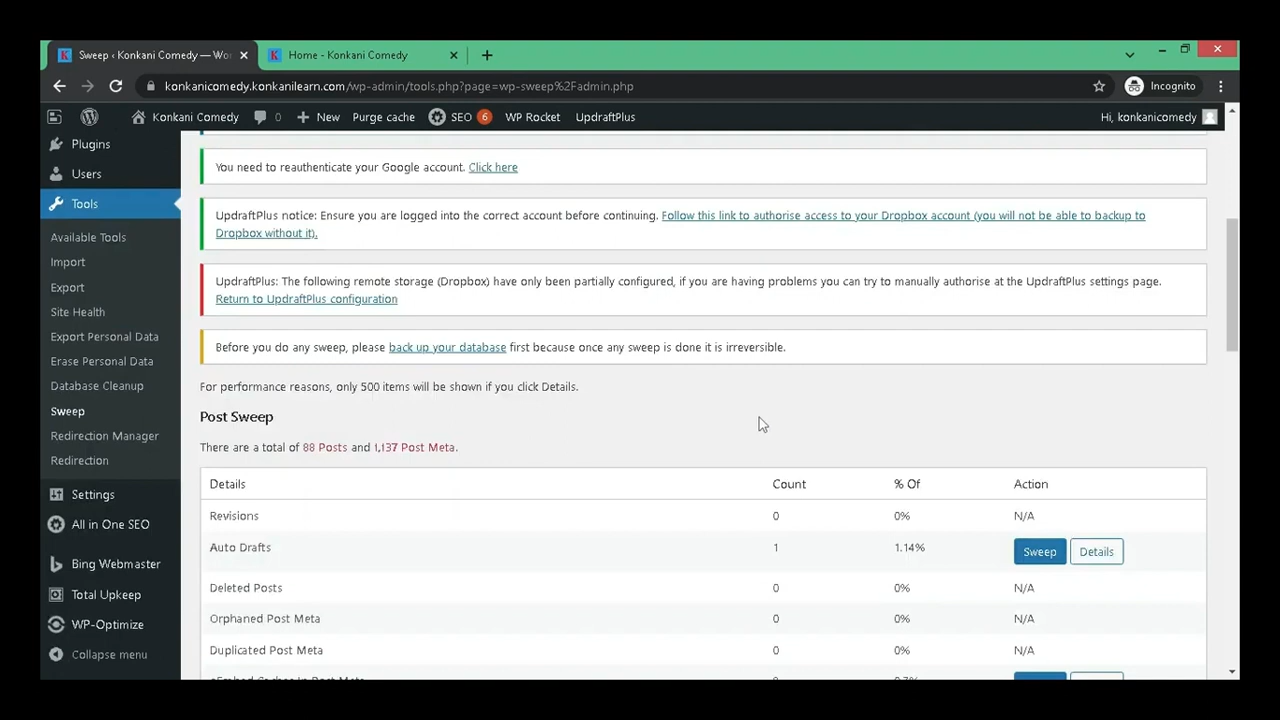 Sweep ‹ Konkani Comedy — Wor
Home - Konkani Comedy
konkanicomedy.konkanilearn.com/wp-admin/tools.php?page=wp-sweep%2Fadmin.php
Incognito
Konkani Comedy 0 New Purge cache SEO 6 WP Rocket UpdraftPlus Hi, konkanicomedy
Plugins
Users
Tools
Available Tools
Import
Export
Site Health
Export Personal Data
Erase Personal Data
Database Cleanup
Sweep
Redirection Manager
Redirection
Settings
All in One SEO
Bing Webmaster
Total Upkeep
WP-Optimize
Collapse menu
You need to reauthenticate your Google account. Click here
UpdraftPlus notice: Ensure you are logged into the correct account before continuing. Follow this link to authorise access to your Dropbox account (you will not be able to backup to
Dropbox without it).
UpdraftPlus: The following remote storage (Dropbox) have only been partially configured, if you are having problems you can try to manually authorise at the UpdraftPlus settings page.
Return to UpdraftPlus configuration
Before you do any sweep, please back up your database first because once any sweep is done it is irreversible.
For performance reasons, only 500 items will be shown if you click Details.
Post Sweep
There are a total of 88 Posts and 1,137 Post Meta.
Details Count % Of Action
Revisions 0 0% N/A
Auto Drafts 1 1.14% Sweep Details
Deleted Posts 0 0% N/A
Orphaned Post Meta 0 0% N/A
Duplicated Post Meta 0 0% N/A